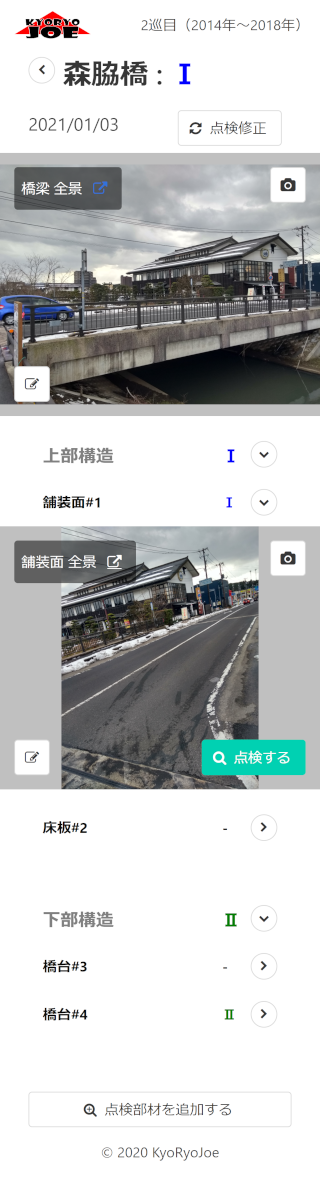 KYORYO
JOE
2巡目（2014年〜2018年）
森脇橋 : Ⅰ
2021/01/03
点検修正
橋梁 全景
上部構造 Ⅰ
舗装面#1 Ⅰ
舗装面 全景
点検する
床板#2 -
下部構造 Ⅱ
橋台#3 -
橋台#4 Ⅱ
点検部材を追加する
© 2020 KyoRyoJoe